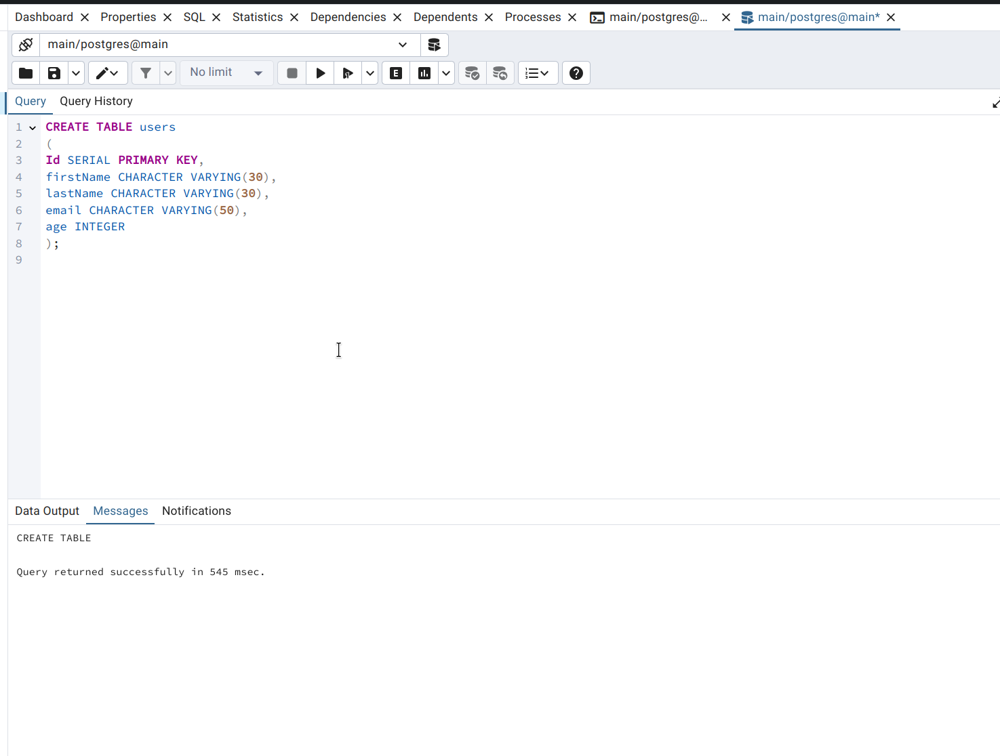 Dashboard Properties SQL Statistics Dependencies Dependents Processes main/postgres@... main/postgres@main*
main/postgres@main
No limit E
Query Query History
1 CREATE TABLE users
2 (
3 Id SERIAL PRIMARY KEY,
4 firstName CHARACTER VARYING(30),
5 lastName CHARACTER VARYING(30),
6 email CHARACTER VARYING(50),
7 age INTEGER
8 );
9
Data Output Messages Notifications
CREATE TABLE
Query returned successfully in 545 msec.